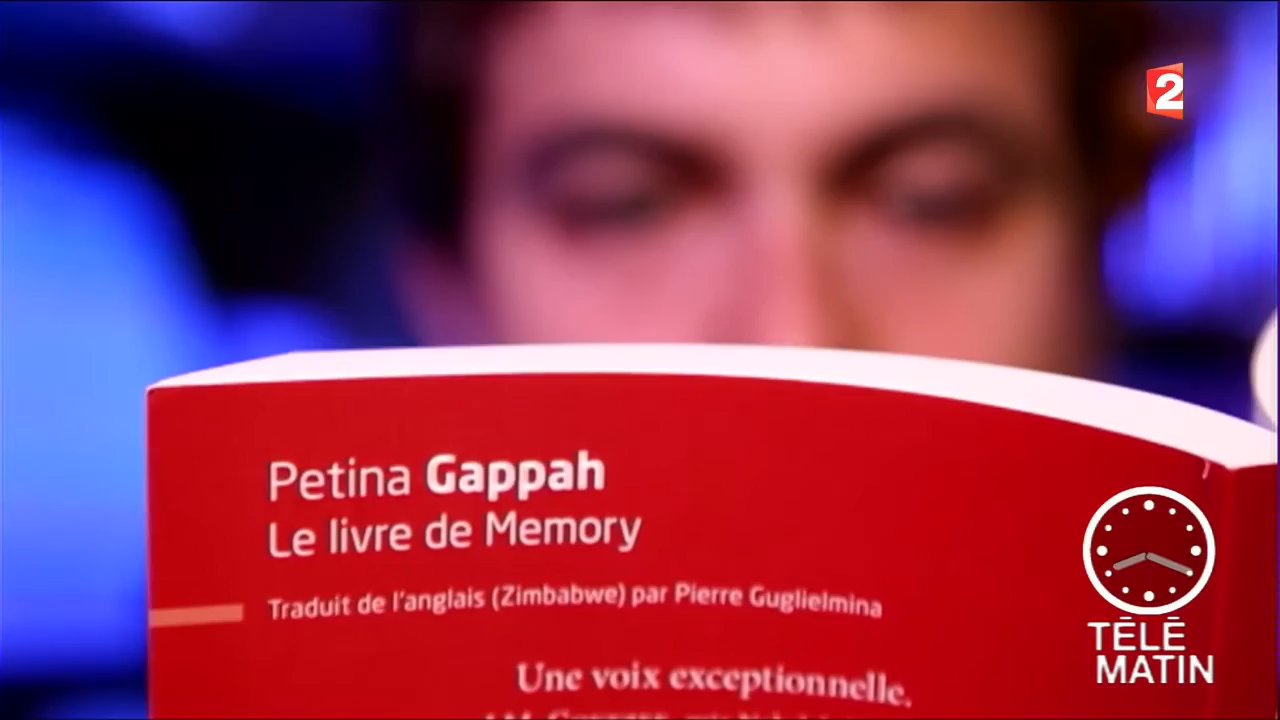 2
Petina Gappah
Le livre de Memory
Traduit de l'anglais (Zimbabwe) par Pierre Guglielmina
Une voix exceptionnelle.
TÉLÉ
MATIN